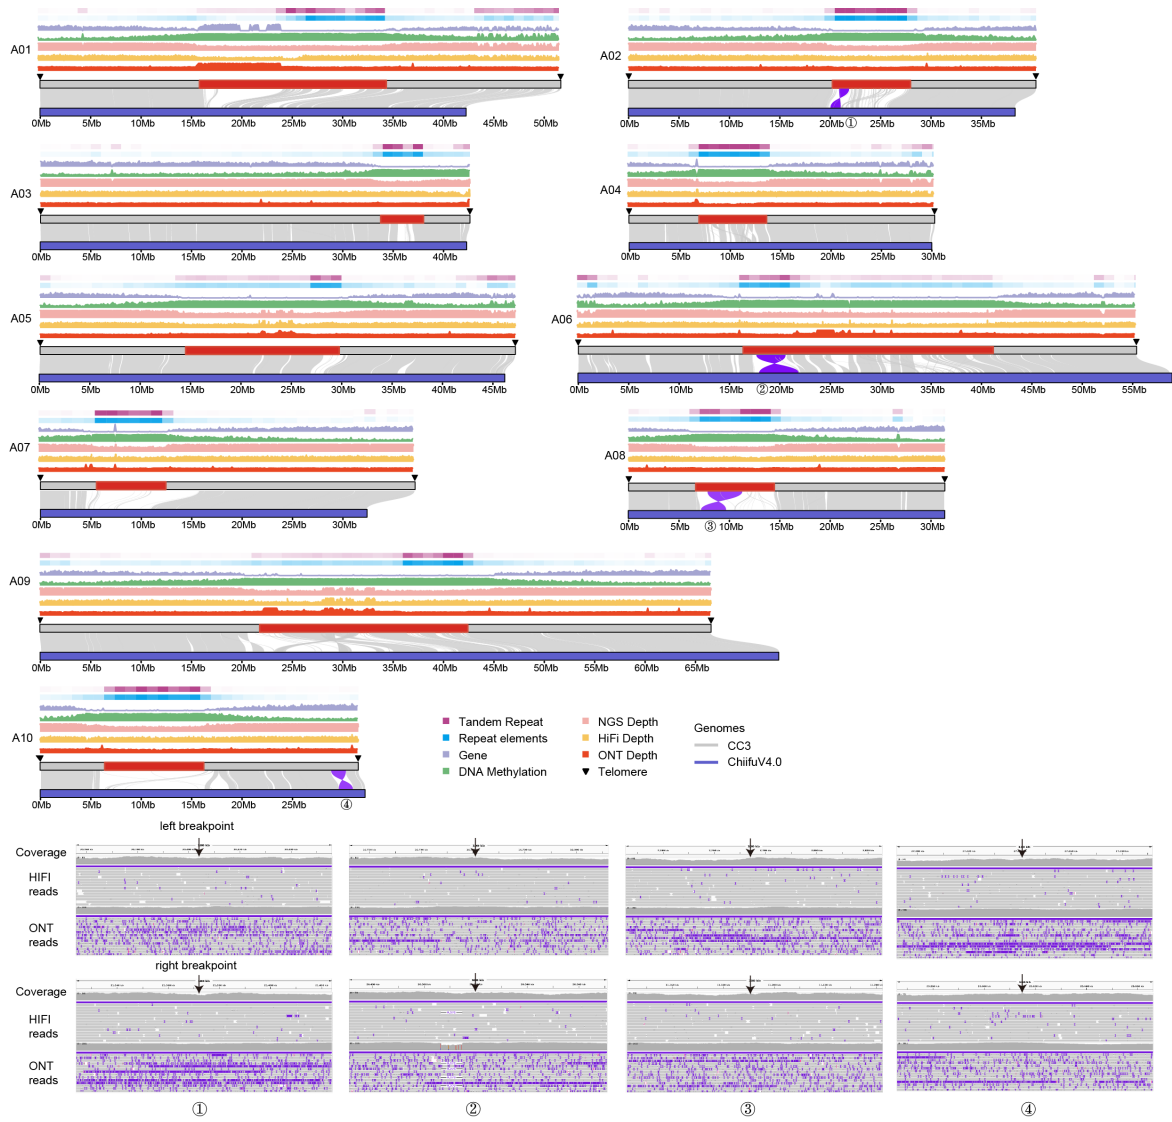 A01
0Mb 5Mb 10Mb 15Mb 20Mb 25Mb 30Mb 35Mb 40Mb 45Mb 50Mb
A02
0Mb 5Mb 10Mb 15Mb 20Mb ① 25Mb 30Mb 35Mb
A03
0Mb 5Mb 10Mb 15Mb 20Mb 25Mb 30Mb 35Mb 40Mb
A04
0Mb 5Mb 10Mb 15Mb 20Mb 25Mb 30Mb
A05
0Mb 5Mb 10Mb 15Mb 20Mb 25Mb 30Mb 35Mb 40Mb 45Mb
A06
0Mb 5Mb 10Mb 15Mb ② 20Mb 25Mb 30Mb 35Mb 40Mb 45Mb 50Mb 55Mb
A07
0Mb 5Mb 10Mb 15Mb 20Mb 25Mb 30Mb
A08
0Mb 5Mb ③ 10Mb 15Mb 20Mb 25Mb 30Mb
A09
0Mb 5Mb 10Mb 15Mb 20Mb 25Mb 30Mb 35Mb 40Mb 45Mb 50Mb 55Mb 60Mb 65Mb
A10
0Mb 5Mb 10Mb 15Mb 20Mb 25Mb ④
Tandem Repeat
Repeat elements
Gene
DNA Methylation
NGS Depth
HiFi Depth
ONT Depth
Telomere
Genomes
CC3
ChiifuV4.0
left breakpoint
Coverage
HIFI
reads
ONT
reads
right breakpoint
Coverage
HIFI
reads
ONT
reads
① ② ③ ④